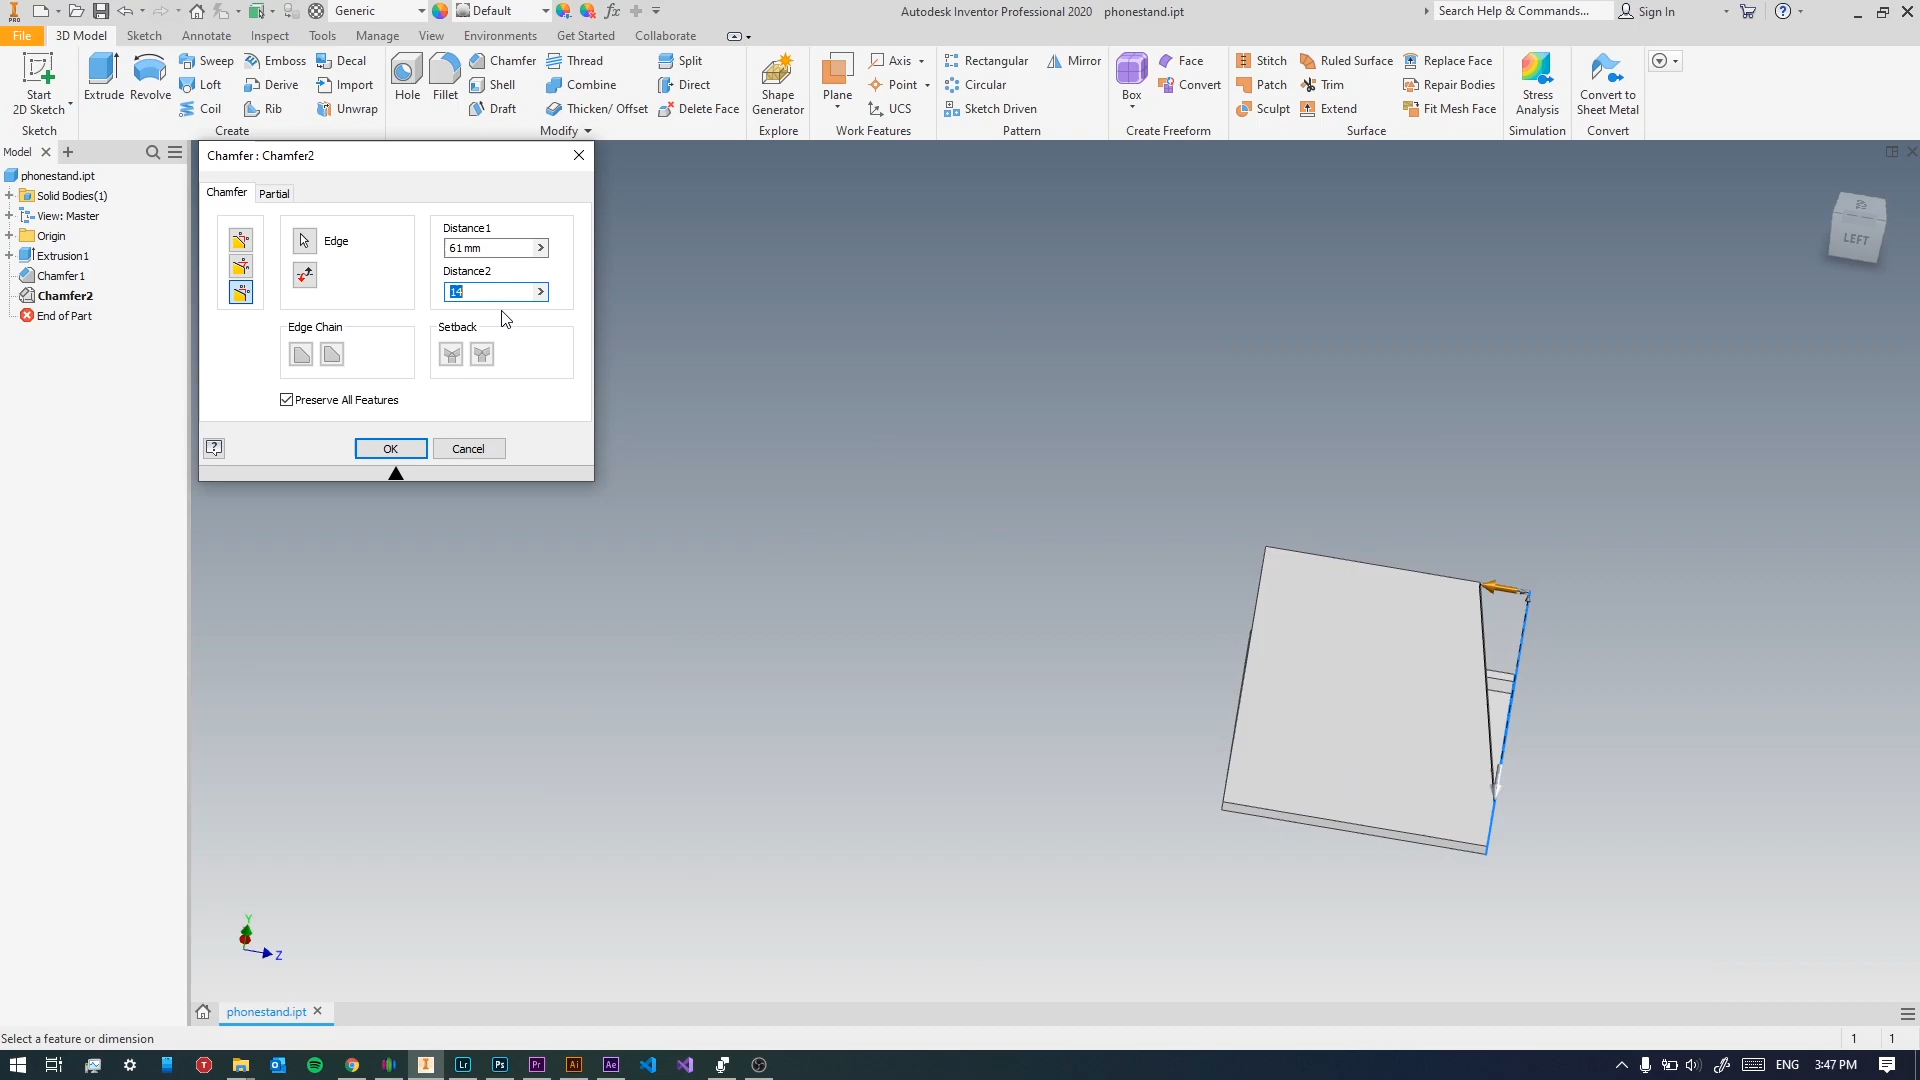 PRO
Generic
Default
fx
Autodesk Inventor Professional 2020 phonestand.ipt
Search Help & Commands...
Sign In
File
3D Model
Sketch
Annotate
Inspect
Tools
Manage
View
Environments
Get Started
Collaborate
Start
2D Sketch
Sketch
Extrude
Revolve
Sweep
Loft
Coil
Emboss
Derive
Rib
Decal
Import
Unwrap
Create
Hole
Fillet
Chamfer
Shell
Draft
Thread
Combine
Thicken/ Offset
Split
Direct
Delete Face
Modify
Shape
Generator
Explore
Plane
Axis
Point
UCS
Work Features
Rectangular
Circular
Sketch Driven
Mirror
Pattern
Box
Face
Convert
Create Freeform
Stitch
Patch
Sculpt
Ruled Surface
Trim
Extend
Replace Face
Repair Bodies
Fit Mesh Face
Surface
Stress
Analysis
Simulation
Convert to
Sheet Metal
Convert
Model
phonestand.ipt
Solid Bodies(1)
View: Master
Origin
Extrusion1
Chamfer1
Chamfer2
End of Part
Chamfer : Chamfer2
Chamfer
Partial
Edge
Distance1
61 mm
Distance2
14
Edge Chain
Setback
Preserve All Features
OK
Cancel
LEFT
Y
Z
phonestand.ipt
Select a feature or dimension
1
1
T
I
Lr
Ps
Pr
Ai
Ae
ENG
3:47 PM